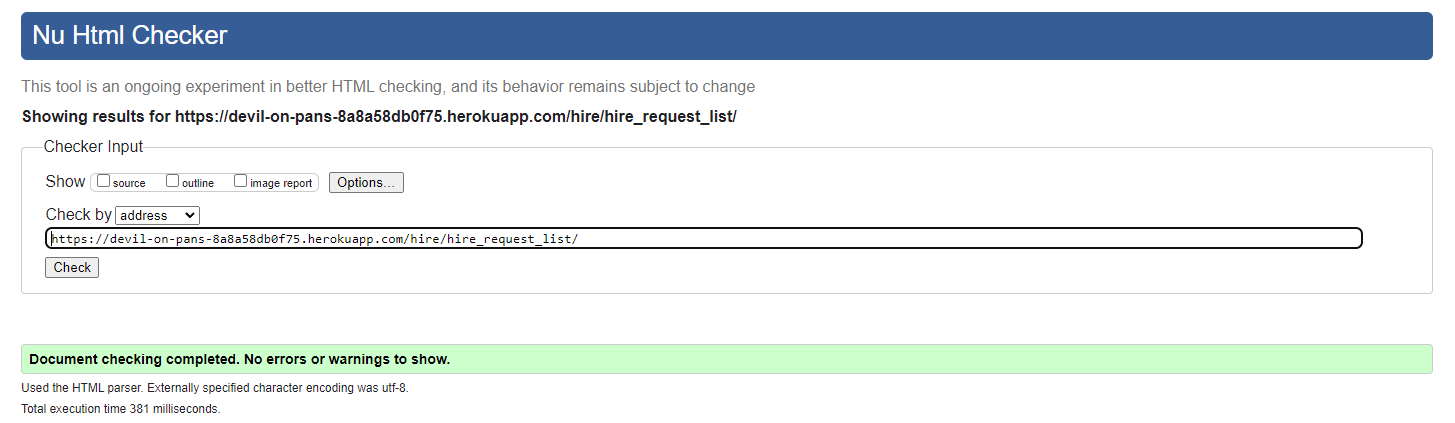 Nu Html Checker
This tool is an ongoing experiment in better HTML checking, and its behavior remains subject to change
Showing results for https://devil-on-pans-8a8a58db0f75.herokuapp.com/hire/hire_request_list/
Checker Input
Show source outline image report Options...
Check by address
https://devil-on-pans-8a8a58db0f75.herokuapp.com/hire/hire_request_list/
Check
Document checking completed. No errors or warnings to show.
Used the HTML parser. Externally specified character encoding was utf-8.
Total execution time 381 milliseconds.